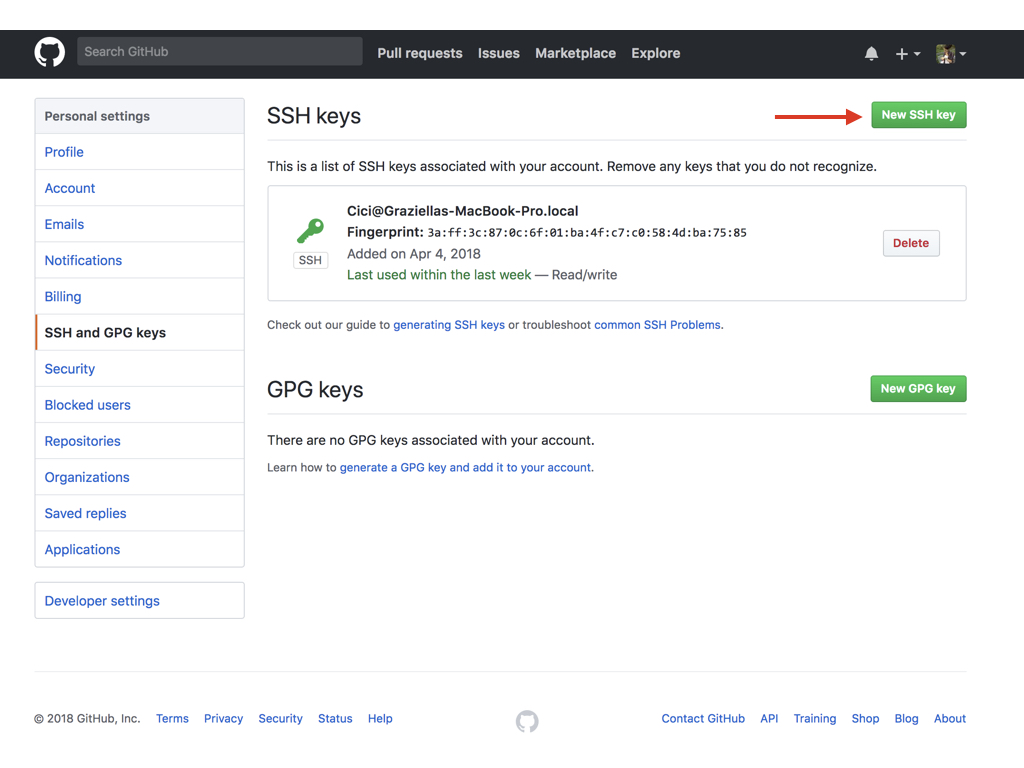 Search GitHub
Pull requests Issues Marketplace Explore
Personal settings
Profile
Account
Emails
Notifications
Billing
SSH and GPG keys
Security
Blocked users
Repositories
Organizations
Saved replies
Applications
Developer settings
SSH keys
New SSH key
This is a list of SSH keys associated with your account. Remove any keys that you do not recognize.
SSH
Cici@Graziellas-MacBook-Pro.local
Fingerprint: 3a:ff:3c:87:0c:6f:01:ba:4f:c7:c0:58:4d:ba:75:85
Added on Apr 4, 2018
Last used within the last week — Read/write
Delete
Check out our guide to generating SSH keys or troubleshoot common SSH Problems.
GPG keys
New GPG key
There are no GPG keys associated with your account.
Learn how to generate a GPG key and add it to your account.
© 2018 GitHub, Inc. Terms Privacy Security Status Help
Contact GitHub API Training Shop Blog About